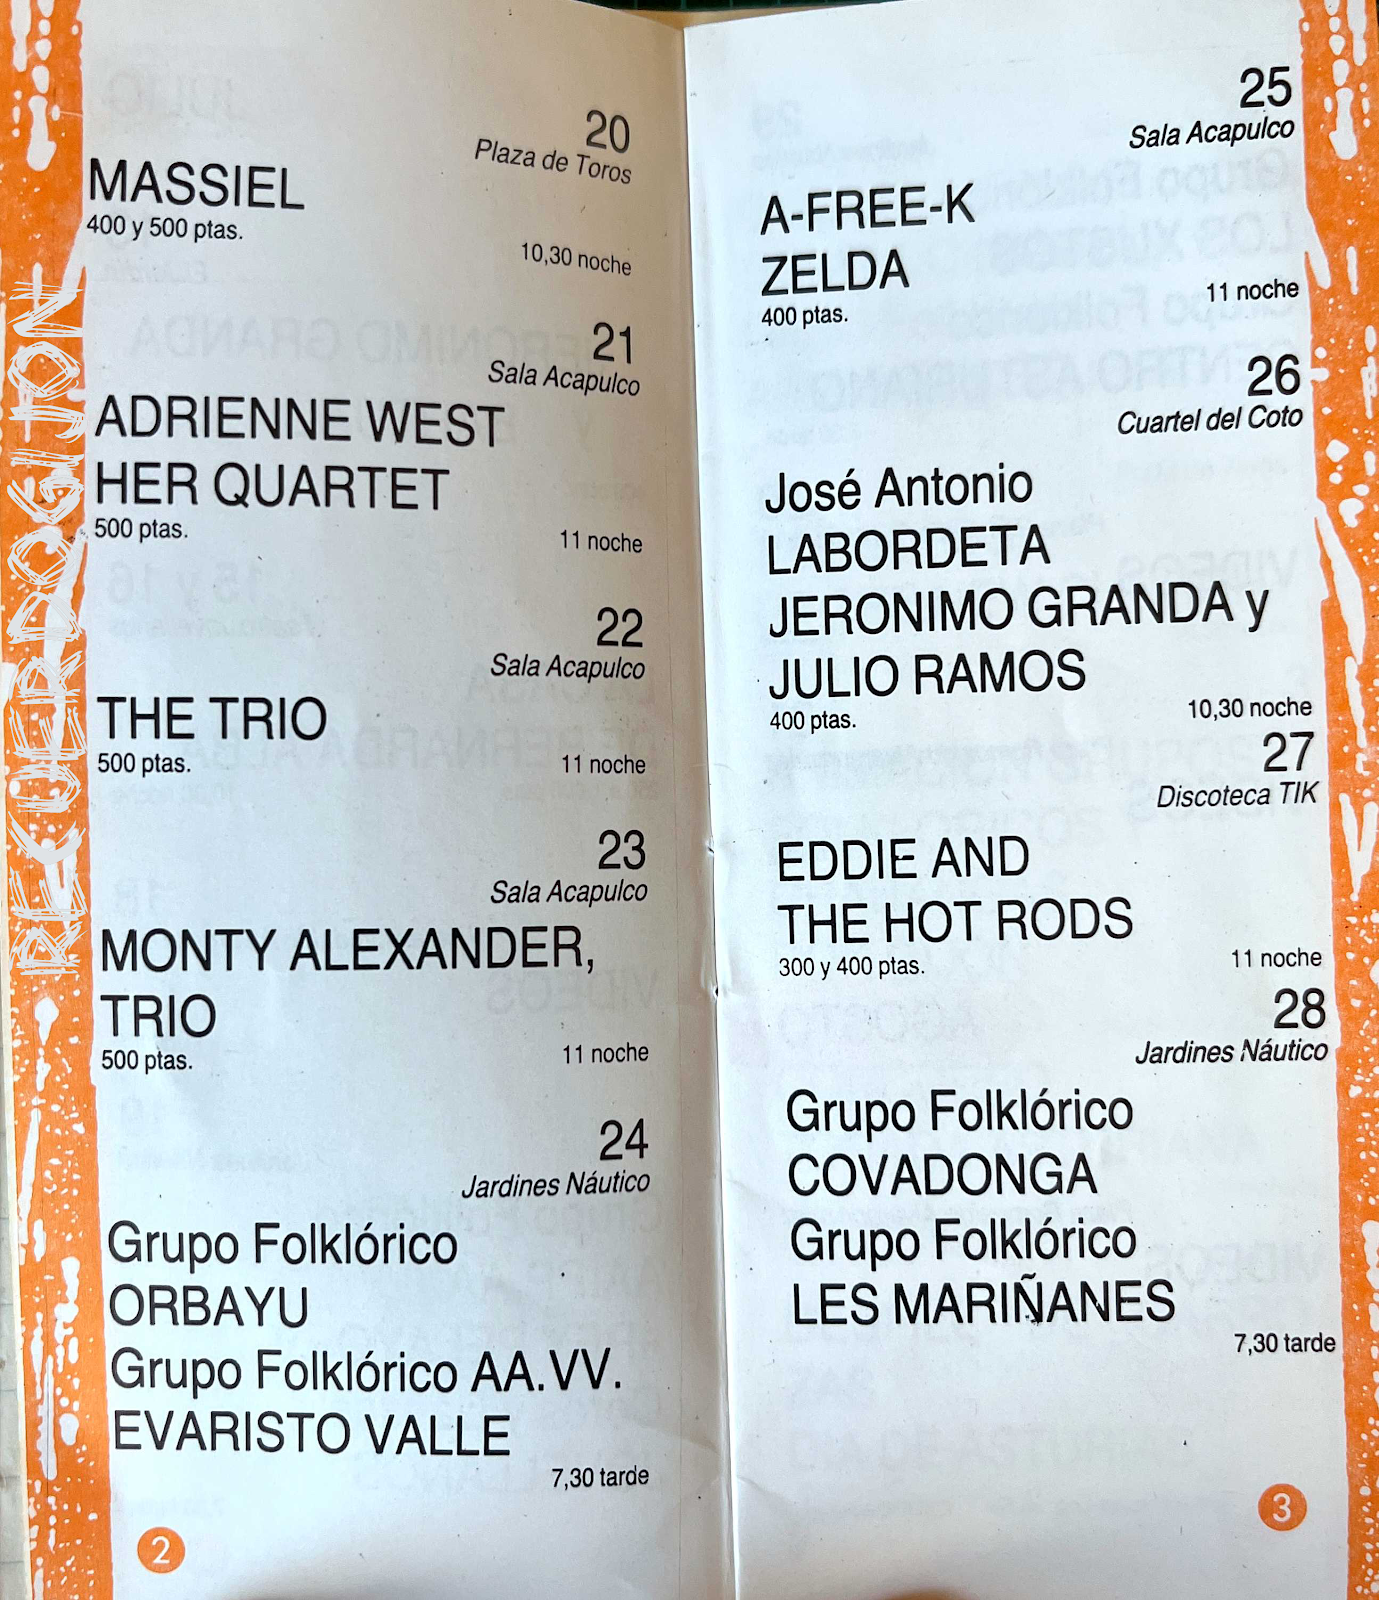 20
Plaza de Toros
MASSIEL
400 y 500 ptas.
10,30 noche
21
Sala Acapulco
ADRIENNE WEST
HER QUARTET
500 ptas.
11 noche
22
Sala Acapulco
THE TRIO
500 ptas.
11 noche
23
Sala Acapulco
MONTY ALEXANDER,
TRIO
500 ptas.
11 noche
24
Jardines Náutico
Grupo Folklórico
ORBAYU
Grupo Folklórico AA.VV.
EVARISTO VALLE
7,30 tarde
2
25
Sala Acapulco
A-FREE-K
ZELDA
400 ptas.
11 noche
26
Cuartel del Coto
José Antonio
LABORDETA
JERONIMO GRANDA y
JULIO RAMOS
400 ptas.
10,30 noche
27
Discoteca TIK
EDDIE AND
THE HOT RODS
300 y 400 ptas.
11 noche
28
Jardines Náutico
Grupo Folklórico
COVADONGA
Grupo Folklórico
LES MARIÑANES
7,30 tarde
3